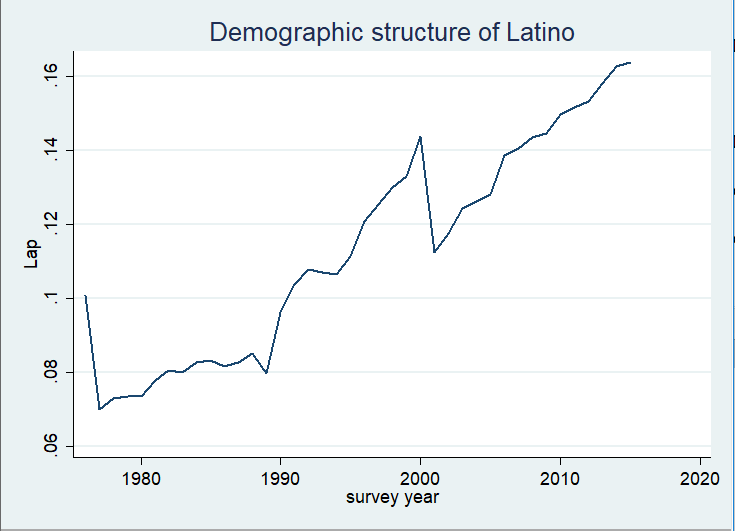 Demographic structure of Latino
Lap
.16
.14
.12
.1
.08
.06
1980 1990 2000 2010 2020
survey year